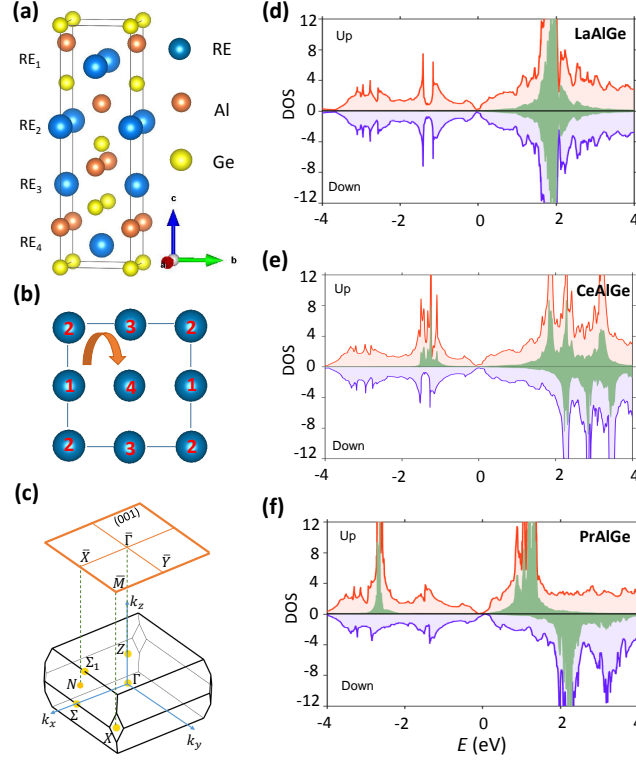 (a)
RE₁
RE₂
RE₃
RE₄
RE
Al
Ge
c
a
b
(b)
2 3 2
1 4 1
2 3 2
(c)
(001)
X̄ Γ̄ Ȳ
M̄
k_z
Z
Σ₁
N Γ
Σ
k_x
X
k_y
(d)
DOS
12
8
4
0
-4
-8
-12
Up
LaAlGe
Down
-4 -2 0 2 4
(e)
DOS
12
8
4
0
-4
-8
-12
Up
CeAlGe
Down
-4 -2 0 2 4
(f)
DOS
12
8
4
0
-4
-8
-12
Up
PrAlGe
Down
-4 -2 0 2 4
E (eV)